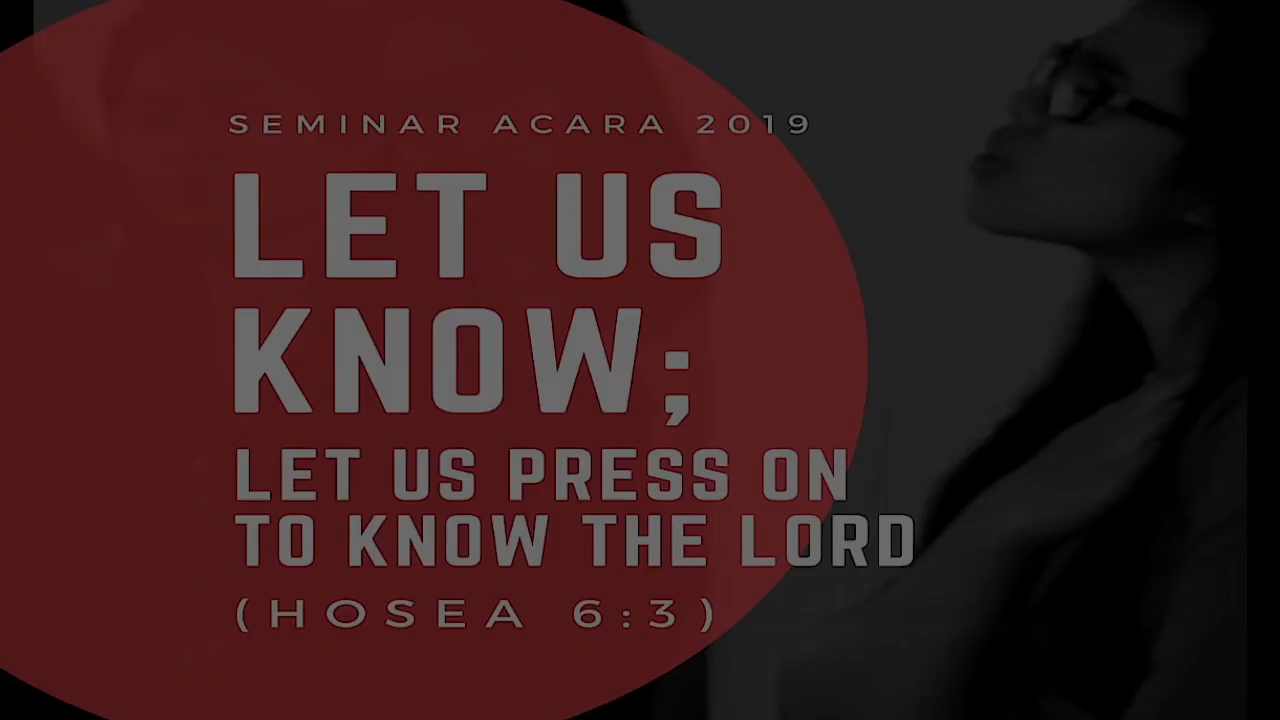 SEMINAR ACARA 2019
LET US
KNOW;
LET US PRESS ON
TO KNOW THE LORD
(HOSEA 6:3)